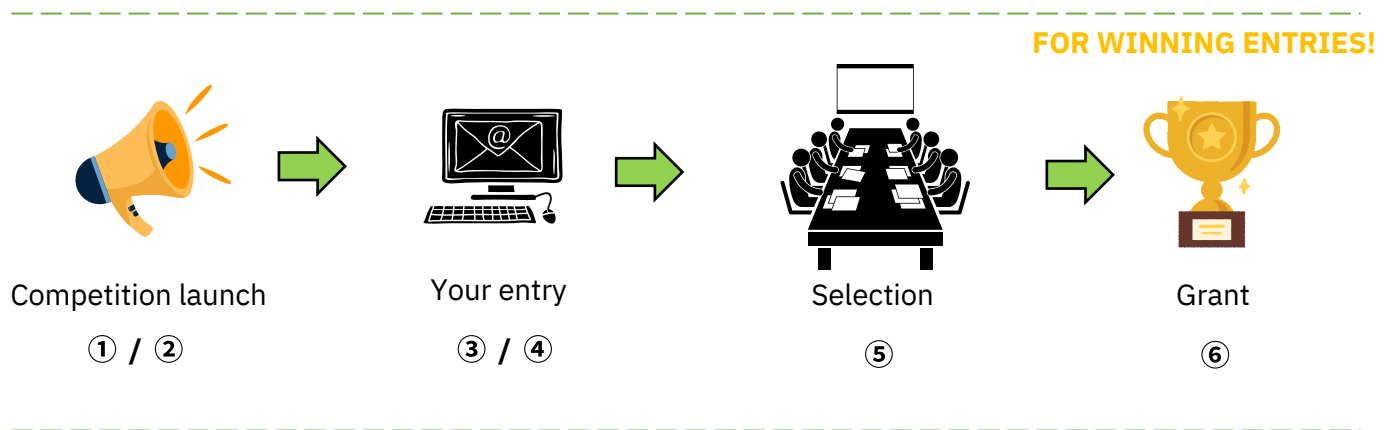 FOR WINNING ENTRIES!
@
Competition launch
Your entry
Selection
Grant
① / ②
③ / ④
⑤
⑥